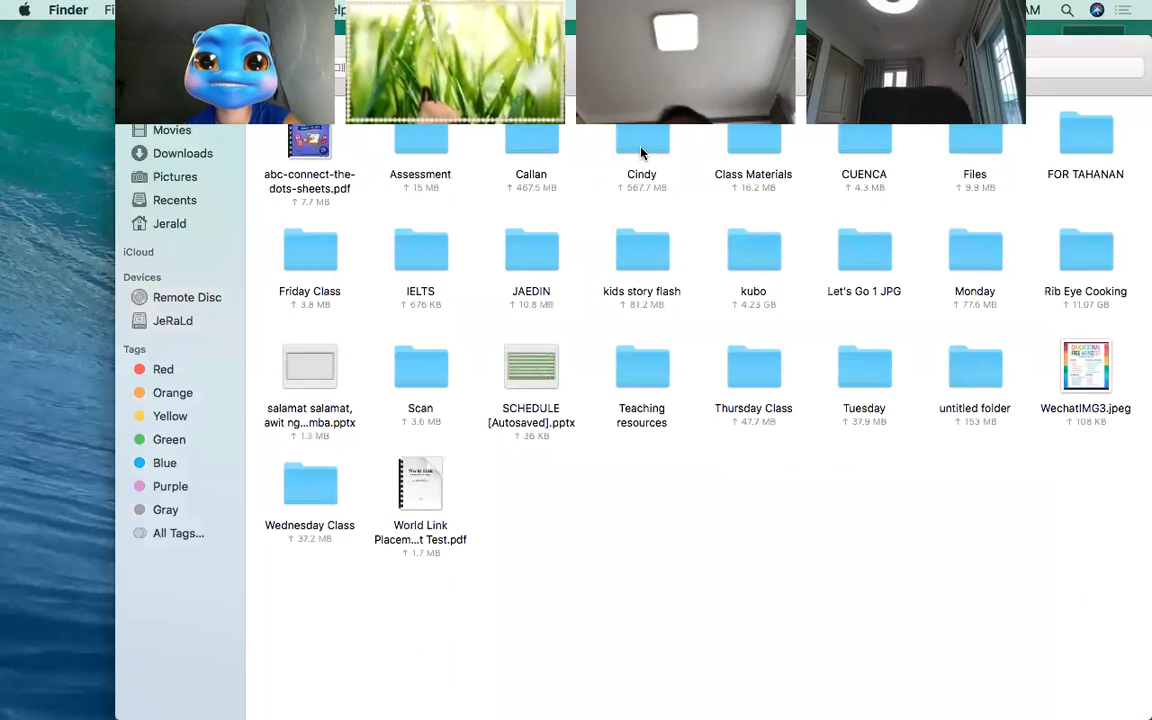 Finder
Movies
Downloads
Pictures
Recents
Jerald
iCloud
Devices
Remote Disc
JeRaLd
Tags
Red
Orange
Yellow
Green
Blue
Purple
Gray
All Tags...
abc-connect-the-
dots-sheets.pdf
↑ 7.7 MB
Assessment
↑ 15 MB
Callan
↑ 467.5 MB
Cindy
↑ 567.7 MB
Class Materials
↑ 16.2 MB
CUENCA
↑ 4.3 MB
Files
↑ 9.9 MB
FOR TAHANAN
Friday Class
↑ 3.8 MB
IELTS
↑ 676 KB
JAEDIN
↑ 10.8 MB
kids story flash
↑ 81.2 MB
kubo
↑ 4.23 GB
Let's Go 1 JPG
Monday
↑ 77.6 MB
Rib Eye Cooking
↑ 11.07 GB
salamat salamat,
awit ng...mba.pptx
↑ 1.3 MB
Scan
↑ 3.6 MB
SCHEDULE
[Autosaved].pptx
↑ 36 KB
Teaching
resources
Thursday Class
↑ 47.7 MB
Tuesday
↑ 37.9 MB
untitled folder
↑ 153 MB
WechatIMG3.jpeg
↑ 108 KB
Wednesday Class
↑ 37.2 MB
World Link
Placem...t Test.pdf
↑ 1.7 MB